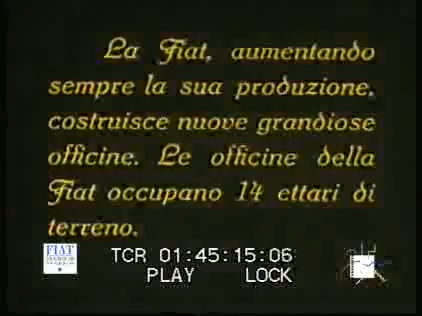 La Fiat, aumentando
sempre la sua produzione,
costruisce nuove grandiose
officine. Le officine della
Fiat occupano 14 ettari di
terreno.
FIAT
TCR 01:45:15:06
PLAY LOCK